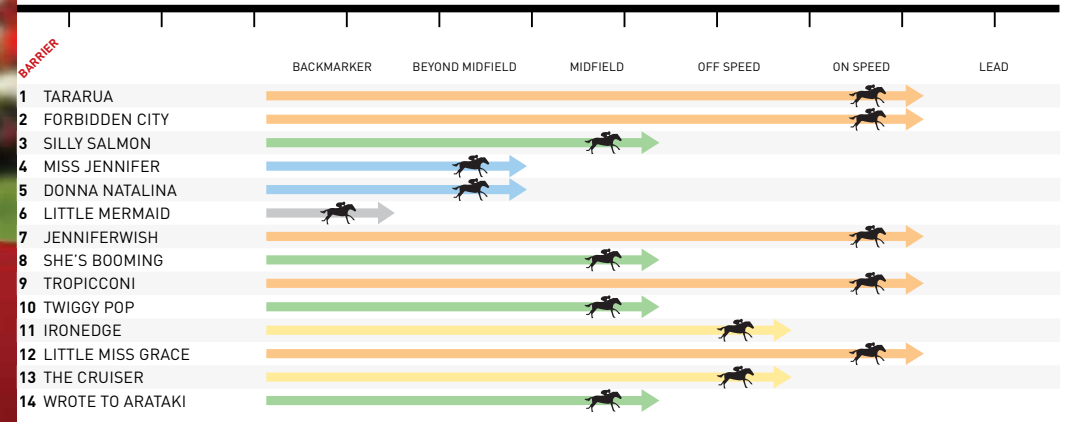 BARRIER
BACKMARKER BEYOND MIDFIELD MIDFIELD OFF SPEED ON SPEED LEAD
1 TARARUA
2 FORBIDDEN CITY
3 SILLY SALMON
4 MISS JENNIFER
5 DONNA NATALINA
6 LITTLE MERMAID
7 JENNIFERWISH
8 SHE'S BOOMING
9 TROPICCONI
10 TWIGGY POP
11 IRONEDGE
12 LITTLE MISS GRACE
13 THE CRUISER
14 WROTE TO ARATAKI